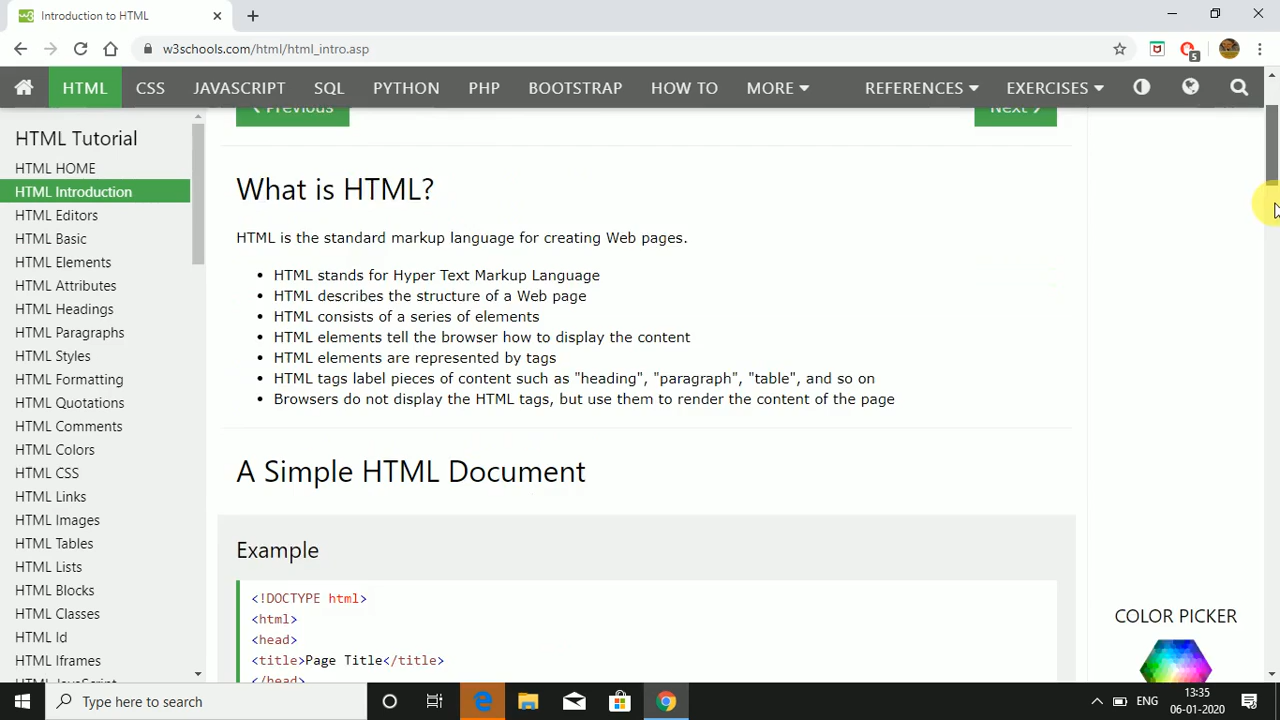 Introduction to HTML
w3schools.com/html/html_intro.asp
5
HTML CSS JAVASCRIPT SQL PYTHON PHP BOOTSTRAP HOW TO MORE REFERENCES EXERCISES
Previous Next
HTML Tutorial
HTML HOME
HTML Introduction
HTML Editors
HTML Basic
HTML Elements
HTML Attributes
HTML Headings
HTML Paragraphs
HTML Styles
HTML Formatting
HTML Quotations
HTML Comments
HTML Colors
HTML CSS
HTML Links
HTML Images
HTML Tables
HTML Lists
HTML Blocks
HTML Classes
HTML Id
HTML Iframes
HTML JavaScript
What is HTML?
HTML is the standard markup language for creating Web pages.
HTML stands for Hyper Text Markup Language
HTML describes the structure of a Web page
HTML consists of a series of elements
HTML elements tell the browser how to display the content
HTML elements are represented by tags
HTML tags label pieces of content such as "heading", "paragraph", "table", and so on
Browsers do not display the HTML tags, but use them to render the content of the page
A Simple HTML Document
Example
<!DOCTYPE html>
<html>
<head>
<title>Page Title</title>
</head>
COLOR PICKER
Type here to search
ENG
13:35
06-01-2020